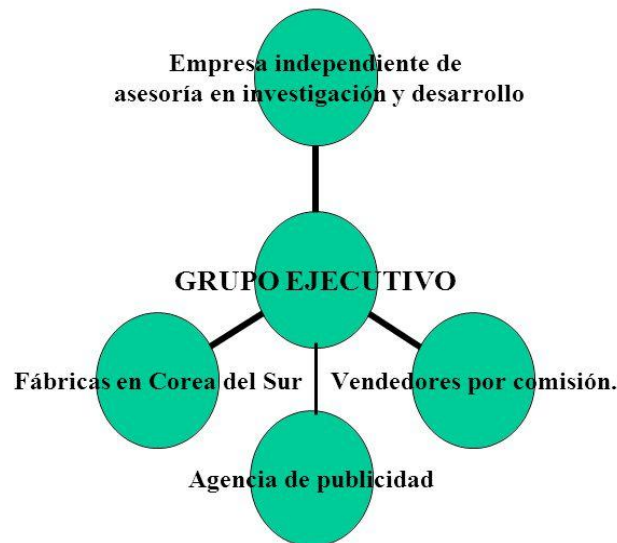 Empresa independiente de
asesoría en investigación y desarrollo
GRUPO EJECUTIVO
Fábricas en Corea del Sur
Vendedores por comisión.
Agencia de publicidad